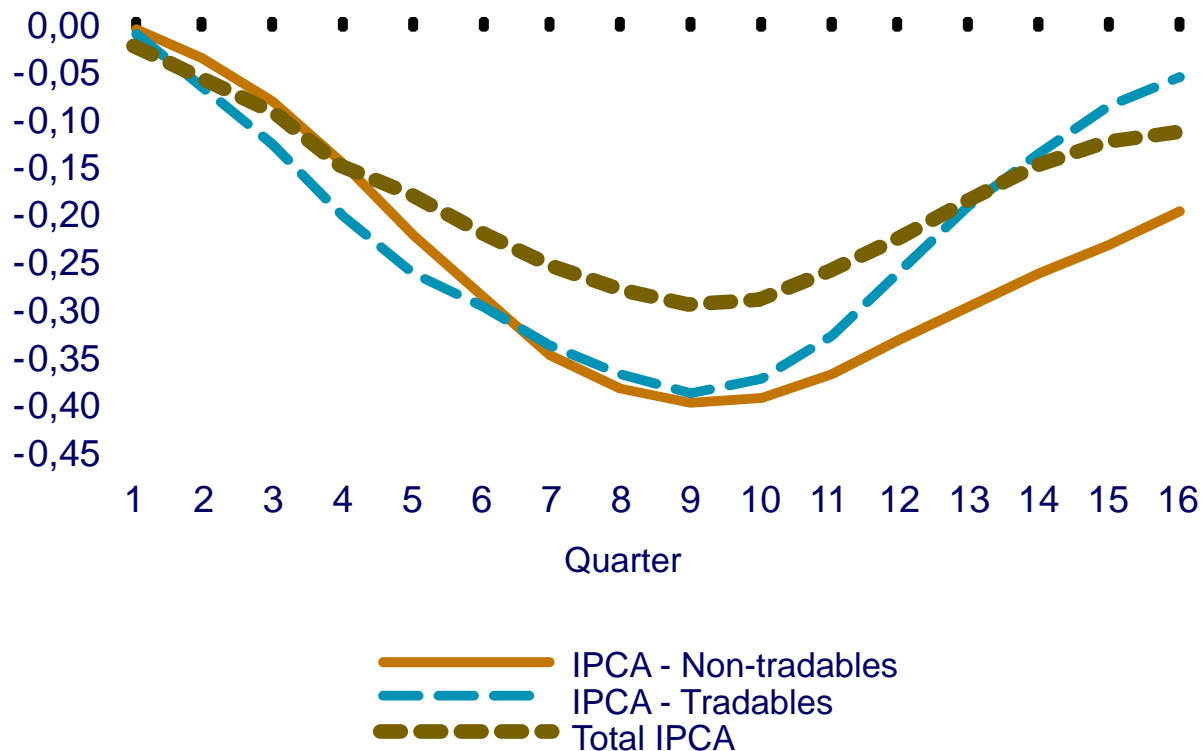 0,00
-0,05
-0,10
-0,15
-0,20
-0,25
-0,30
-0,35
-0,40
-0,45
1 2 3 4 5 6 7 8 9 10 11 12 13 14 15 16
Quarter
IPCA - Non-tradables
IPCA - Tradables
Total IPCA